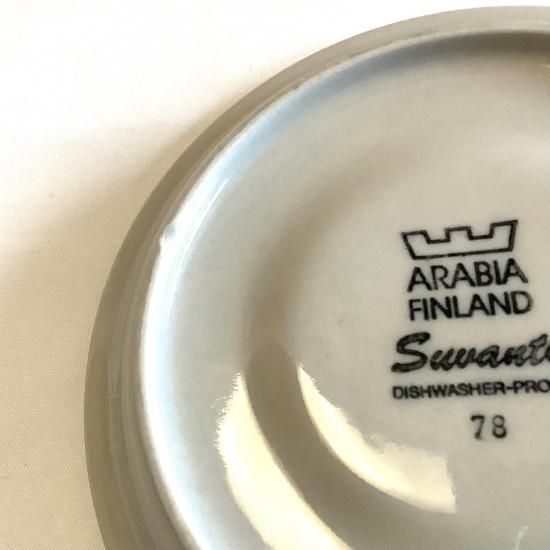 ARABIA
FINLAND
Suvant
DISHWASHER-PRO
78